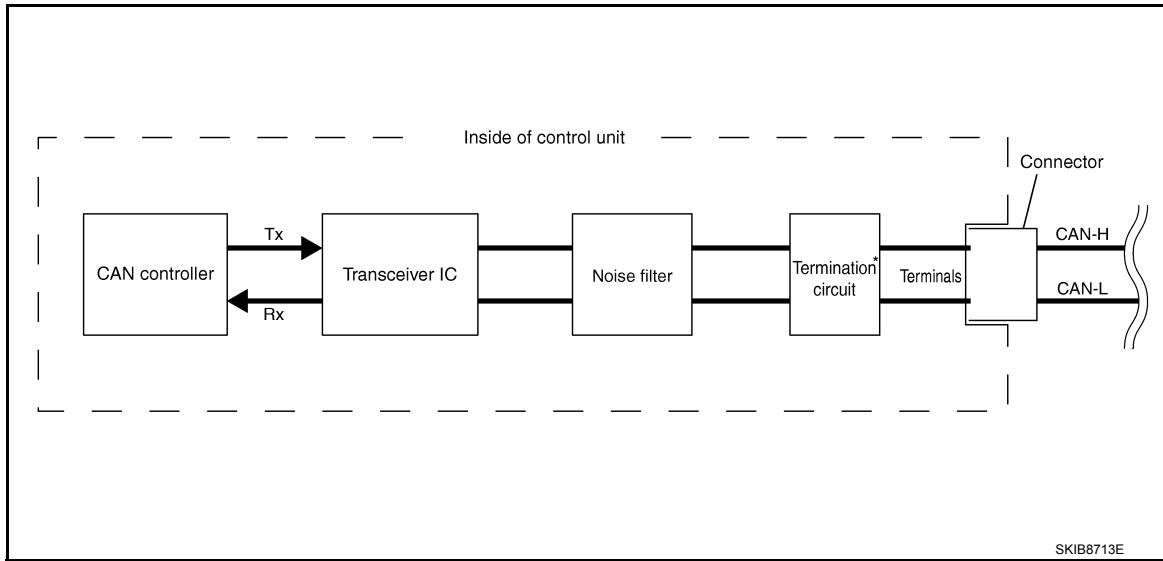 Inside of control unit
Connector
CAN controller
Tx
Rx
Transceiver IC
Noise filter
Termination*
circuit
Terminals
CAN-H
CAN-L
SKIB8713E